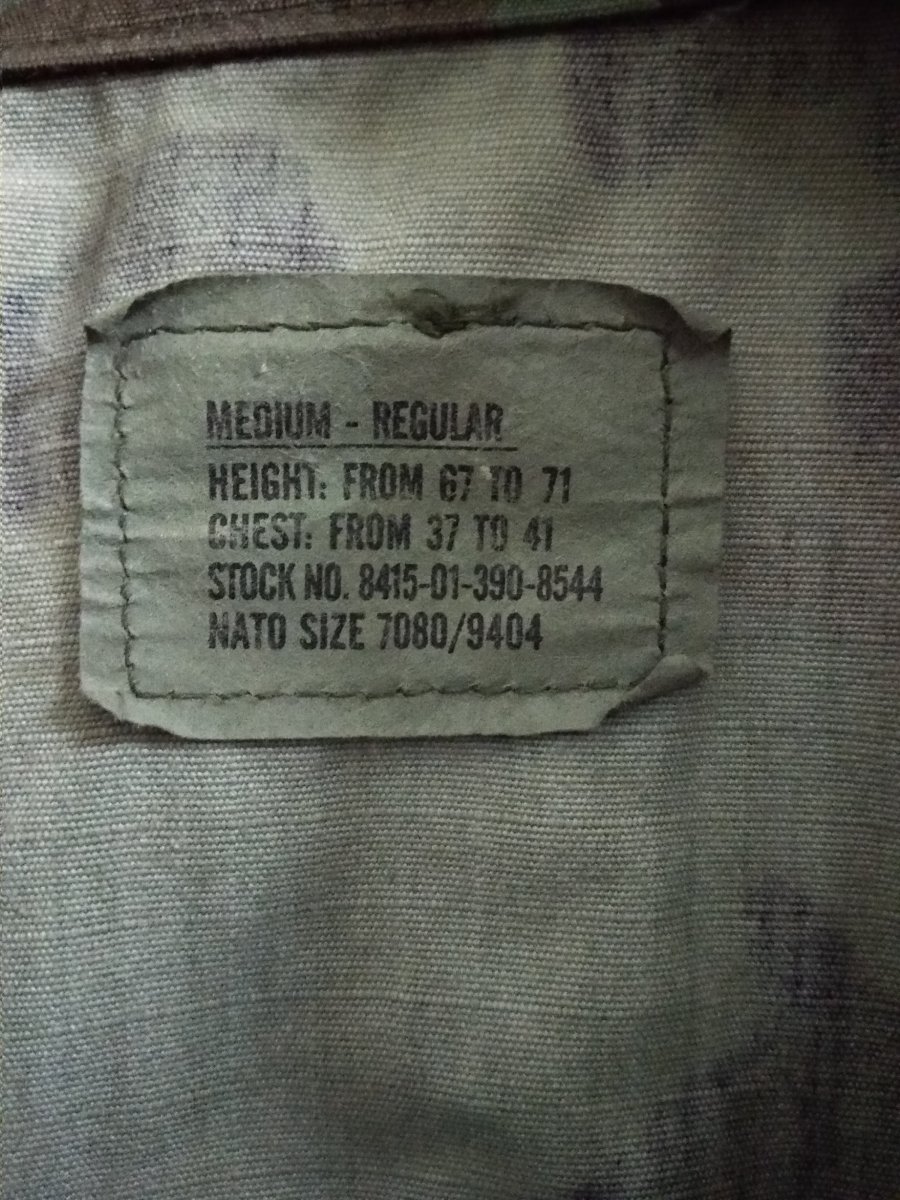 MEDIUM - REGULAR
HEIGHT: FROM 67 TO 71
CHEST: FROM 37 TO 41
STOCK NO. 8415-01-390-8544
NATO SIZE 7080/9404